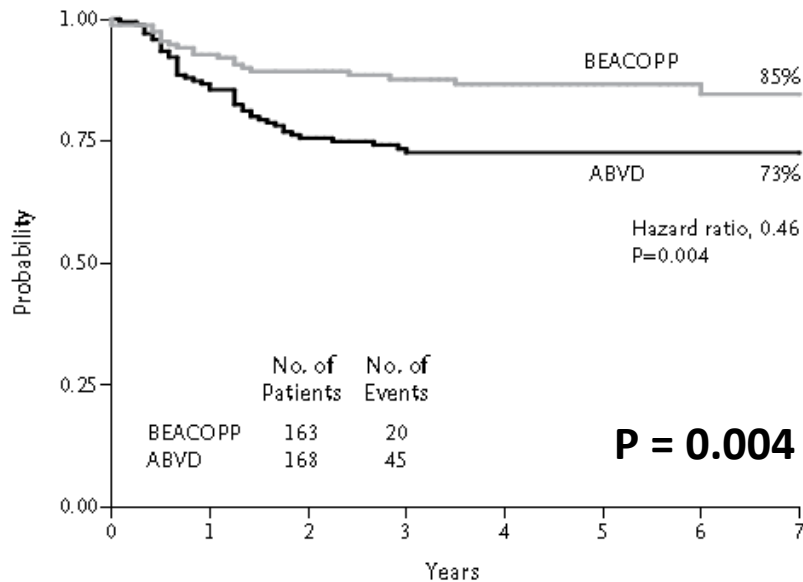 1.00
BEACOPP
85%
0.75
ABVD
73%
Hazard ratio, 0.46
P=0.004
Probability
0.50
No. of No. of
Patients Events
0.25
BEACOPP 163 20
ABVD 168 45
P = 0.004
0.00
0 1 2 3 4 5 6 7
Years